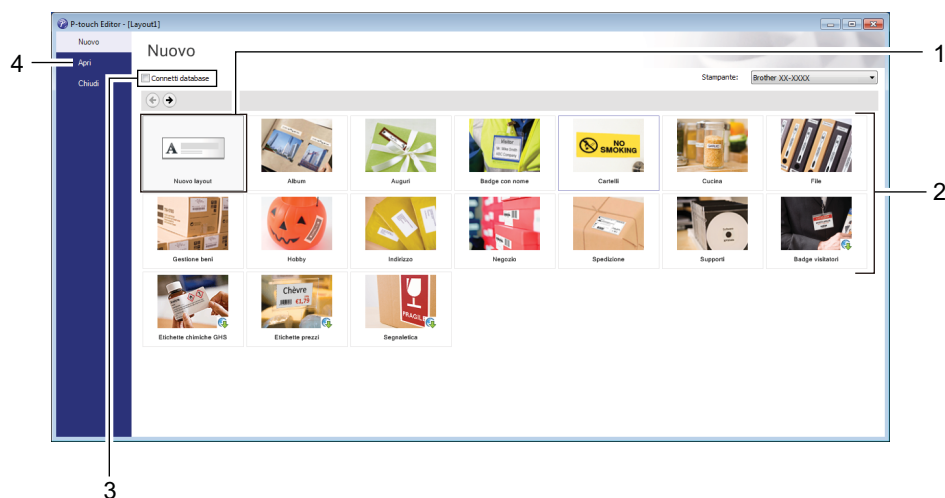 P-touch Editor - [Layout1]
Nuovo
Apri
Chiudi
Nuovo
Connetti database
Stampante:
Brother XX-XXXX
A
Nuovo layout
Album
Auguri
Visitor
Badge con nome
NO
SMOKING
Cartelli
Cucina
File
Gestione beni
Hobby
Indirizzo
Negozio
Spedizione
Supporti
Badge visitatori
Etichette chimiche GHS
Chèvre
€1,79
Etichette prezzi
FRAGILE
Segnaletica
1
2
3
4